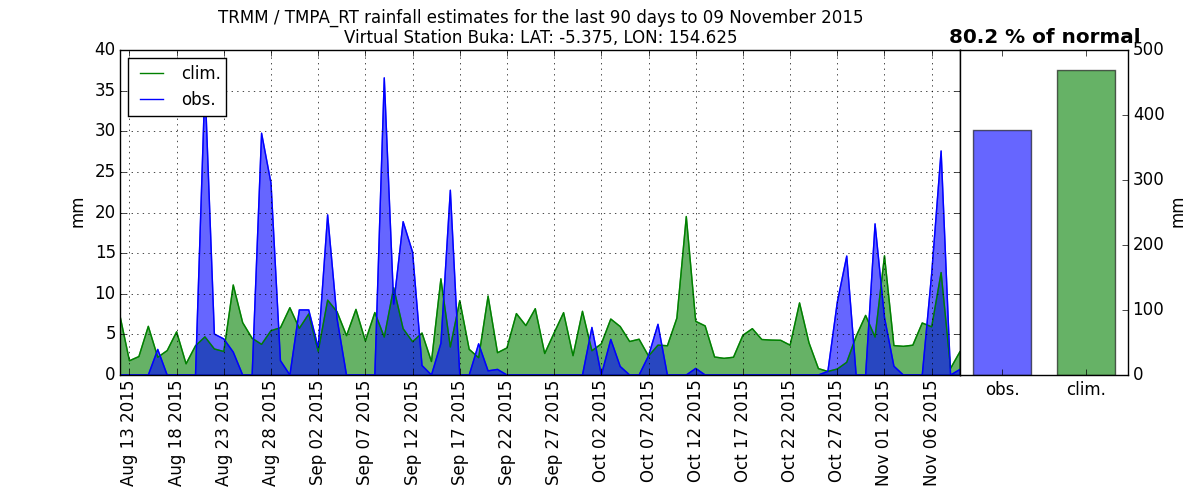 TRMM / TMPA_RT rainfall estimates for the last 90 days to 09 November 2015
Virtual Station Buka: LAT: -5.375, LON: 154.625
80.2 % of normal
clim.
obs.
40
35
30
25
20
15
10
5
0
mm
Aug 13 2015
Aug 18 2015
Aug 23 2015
Aug 28 2015
Sep 02 2015
Sep 07 2015
Sep 12 2015
Sep 17 2015
Sep 22 2015
Sep 27 2015
Oct 02 2015
Oct 07 2015
Oct 12 2015
Oct 17 2015
Oct 22 2015
Oct 27 2015
Nov 01 2015
Nov 06 2015
500
400
300
200
100
0
mm
obs.
clim.